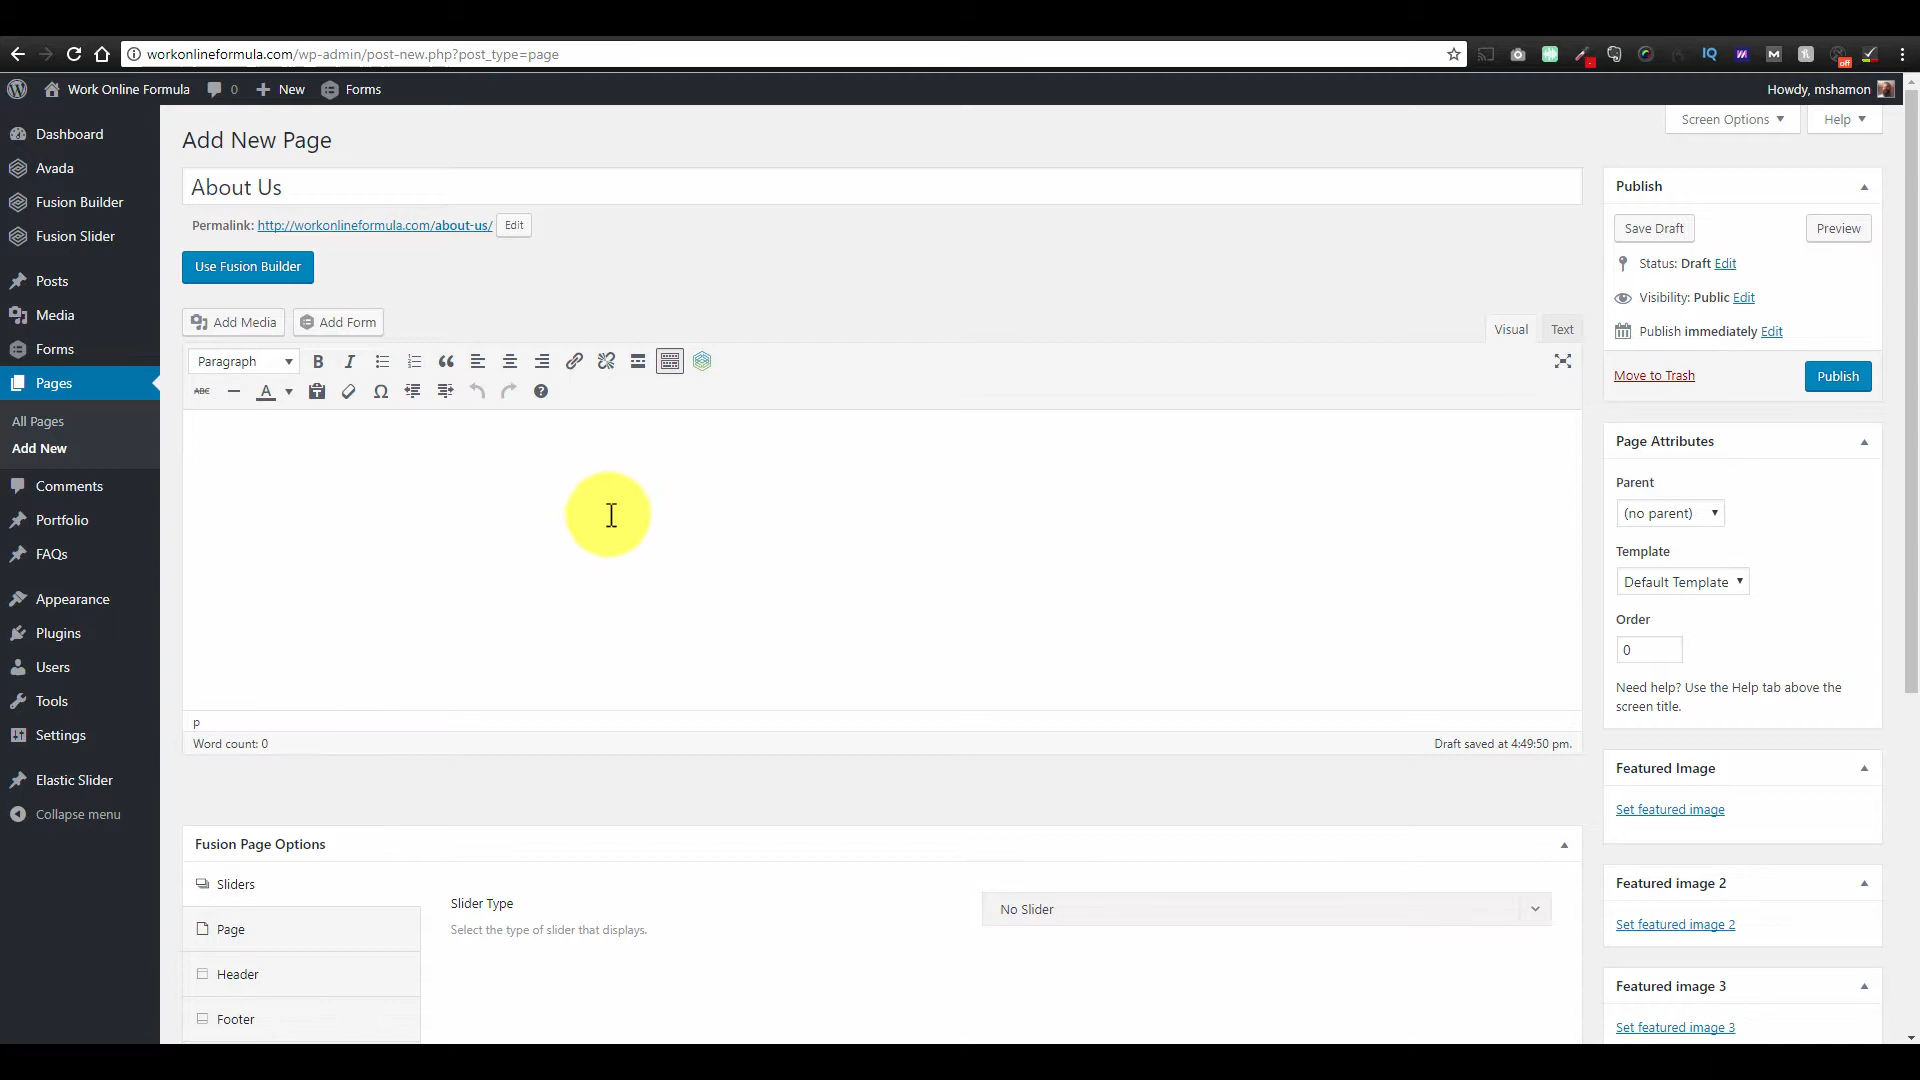 workonlineformula.com/wp-admin/post-new.php?post_type=page
off
Work Online Formula
0
New
Forms
Howdy, mshamon
Dashboard
Avada
Fusion Builder
Fusion Slider
Posts
Media
Forms
Pages
All Pages
Add New
Comments
Portfolio
FAQs
Appearance
Plugins
Users
Tools
Settings
Elastic Slider
Collapse menu
Screen Options
Help
Add New Page
About Us
Permalink: http://workonlineformula.com/about-us/ Edit
Use Fusion Builder
Add Media
Add Form
Visual
Text
Paragraph
B I
ABC A
p
Word count: 0
Draft saved at 4:49:50 pm.
Fusion Page Options
Sliders
Page
Header
Footer
Slider Type
Select the type of slider that displays.
No Slider
Publish
Save Draft
Preview
Status: Draft Edit
Visibility: Public Edit
Publish immediately Edit
Move to Trash
Publish
Page Attributes
Parent
(no parent)
Template
Default Template
Order
0
Need help? Use the Help tab above the
screen title.
Featured Image
Set featured image
Featured image 2
Set featured image 2
Featured image 3
Set featured image 3